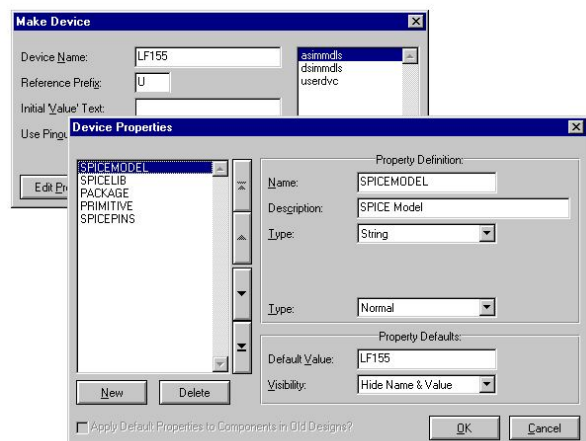 Make Device
Device Name: LF155
asimmdls
dsimmdls
userdvc
Reference Prefix: U
Initial 'Value' Text:
Use Pinou
Edit Pr
Device Properties
SPICEMODEL
SPICELIB
PACKAGE
PRIMITIVE
SPICEPINS
New Delete
Property Definition:
Name: SPICEMODEL
Description: SPICE Model
Type: String
Type: Normal
Property Defaults:
Default Value: LF155
Visibility: Hide Name & Value
Apply Default Properties to Components in Old Designs?
OK Cancel